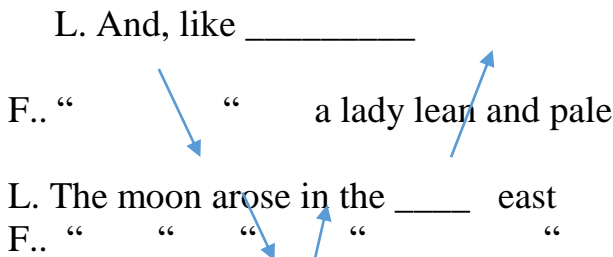 L. And, like _________
F.. “ “ a lady lean and pale
L. The moon arose in the ____ east
F.. “ “ “ “ “